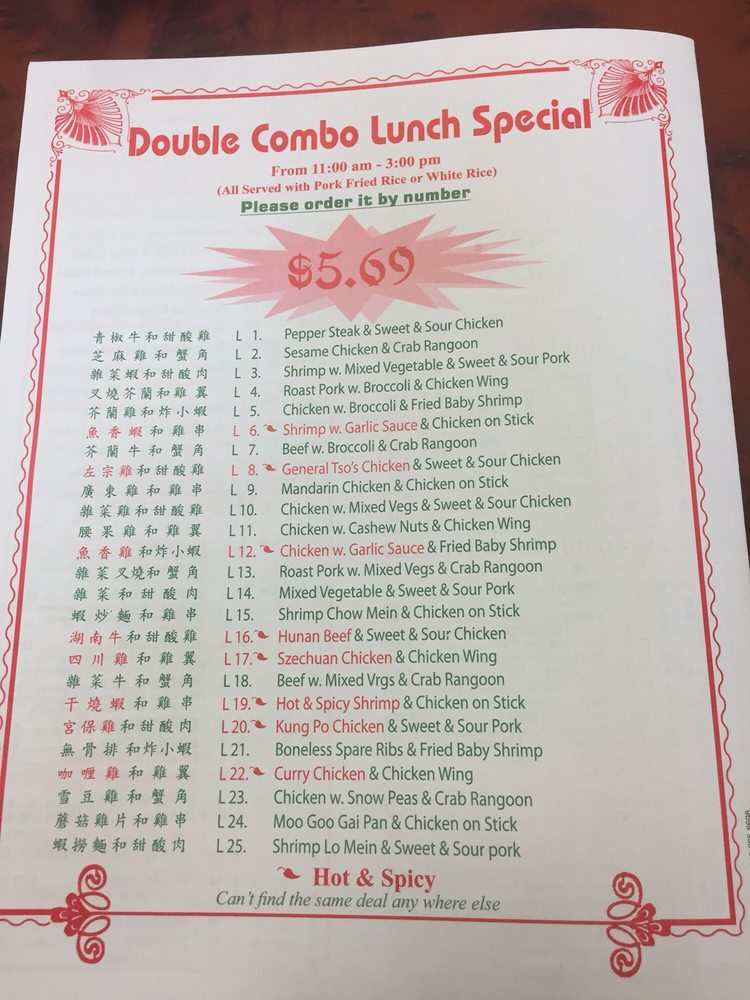 Double Combo Lunch Special
From 11:00 am - 3:00 pm
(All Served with Pork Fried Rice or White Rice)
Please order it by number
$5.69
青椒牛和甜酸雞 L 1. Pepper Steak & Sweet & Sour Chicken
芝麻雞和蟹角 L 2. Sesame Chicken & Crab Rangoon
雜菜蝦和甜酸肉 L 3. Shrimp w. Mixed Vegetable & Sweet & Sour Pork
叉燒芥蘭和雞翼 L 4. Roast Pork w. Broccoli & Chicken Wing
芥蘭雞和炸小蝦 L 5. Chicken w. Broccoli & Fried Baby Shrimp
魚香蝦和雞串 L 6. Shrimp w. Garlic Sauce & Chicken on Stick
芥蘭牛和蟹角 L 7. Beef w. Broccoli & Crab Rangoon
左宗雞和甜酸雞 L 8. General Tso's Chicken & Sweet & Sour Chicken
廣東雞和雞串 L 9. Mandarin Chicken & Chicken on Stick
雜菜雞和甜酸雞 L 10. Chicken w. Mixed Vegs & Sweet & Sour Chicken
腰果雞和雞翼 L 11. Chicken w. Cashew Nuts & Chicken Wing
魚香雞和炸小蝦 L 12. Chicken w. Garlic Sauce & Fried Baby Shrimp
雜菜叉燒和蟹角 L 13. Roast Pork w. Mixed Vegs & Crab Rangoon
雜菜和甜酸肉 L 14. Mixed Vegetable & Sweet & Sour Pork
蝦炒麵和雞串 L 15. Shrimp Chow Mein & Chicken on Stick
湖南牛和甜酸雞 L 16. Hunan Beef & Sweet & Sour Chicken
四川雞和雞翼 L 17. Szechuan Chicken & Chicken Wing
雜菜牛和蟹角 L 18. Beef w. Mixed Vrgs & Crab Rangoon
干燒蝦和雞串 L 19. Hot & Spicy Shrimp & Chicken on Stick
宮保雞和甜酸肉 L 20. Kung Po Chicken & Sweet & Sour Pork
無骨排和炸小蝦 L 21. Boneless Spare Ribs & Fried Baby Shrimp
咖喱雞和雞翼 L 22. Curry Chicken & Chicken Wing
雪豆雞和蟹角 L 23. Chicken w. Snow Peas & Crab Rangoon
蘑菇雞片和雞串 L 24. Moo Goo Gai Pan & Chicken on Stick
蝦撈麵和甜酸肉 L 25. Shrimp Lo Mein & Sweet & Sour pork
Hot & Spicy
Can't find the same deal any where else